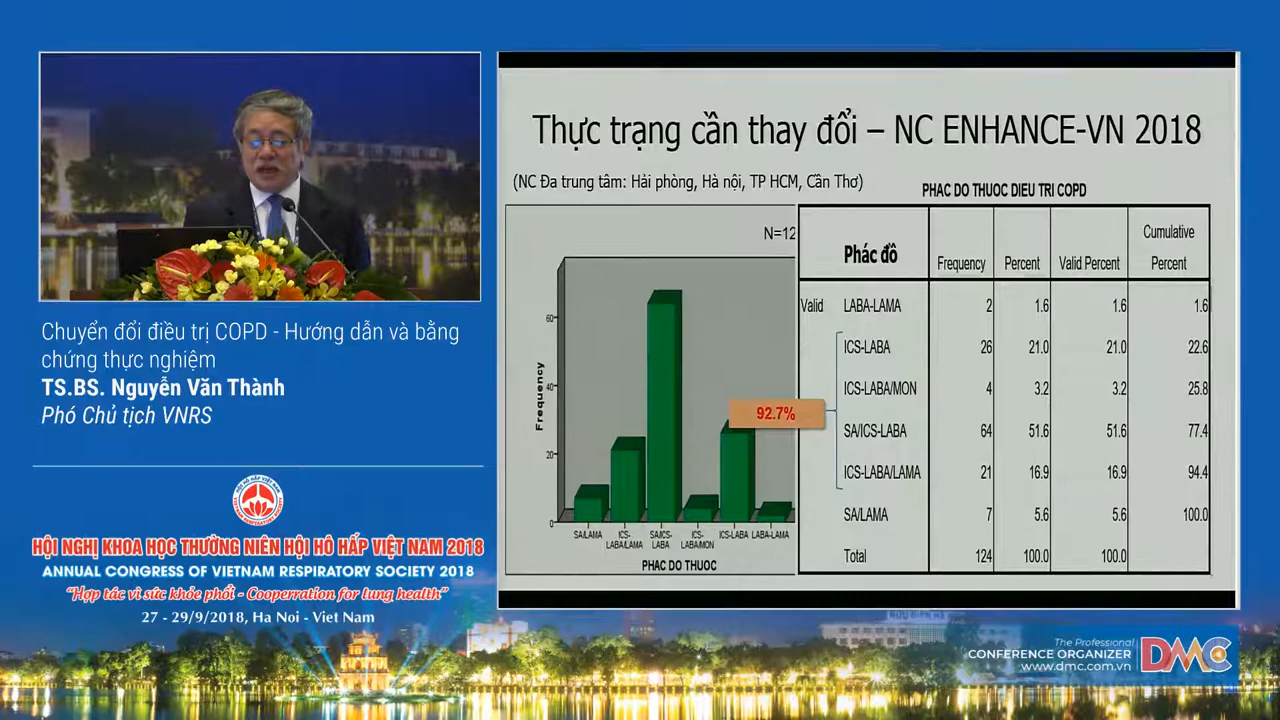 Thực trạng cần thay đổi – NC ENHANCE-VN 2018
(NC Đa trung tâm: Hải phòng, Hà nội, TP HCM, Cần Thơ)
N=12
Frequency
60
40
20
0
SA/LAMA
ICS-LABA/LAMA
SA/ICS-LABA
ICS-LABA/MON
ICS-LABA
LABA-LAMA
PHAC DO THUOC
92.7%
PHAC DO THUOC DIEU TRI COPD
Phác đồ Frequency Percent Valid Percent Cumulative Percent
Valid LABA-LAMA 2 1.6 1.6 1.6
ICS-LABA 26 21.0 21.0 22.6
ICS-LABA/MON 4 3.2 3.2 25.8
SA/ICS-LABA 64 51.6 51.6 77.4
ICS-LABA/LAMA 21 16.9 16.9 94.4
SA/LAMA 7 5.6 5.6 100.0
Total 124 100.0 100.0
Chuyển đổi điều trị COPD - Hướng dẫn và bằng
chứng thực nghiệm
TS.BS. Nguyễn Văn Thành
Phó Chủ tịch VNRS
HỘI NGHỊ KHOA HỌC THƯỜNG NIÊN HỘI HÔ HẤP VIỆT NAM 2018
ANNUAL CONGRESS OF VIETNAM RESPIRATORY SOCIETY 2018
“Hợp tác vì sức khỏe phổi - Cooperration for lung health”
27 - 29/9/2018, Ha Noi - Viet Nam
The Professional
CONFERENCE ORGANIZER
www.dmc.com.vn
DMC